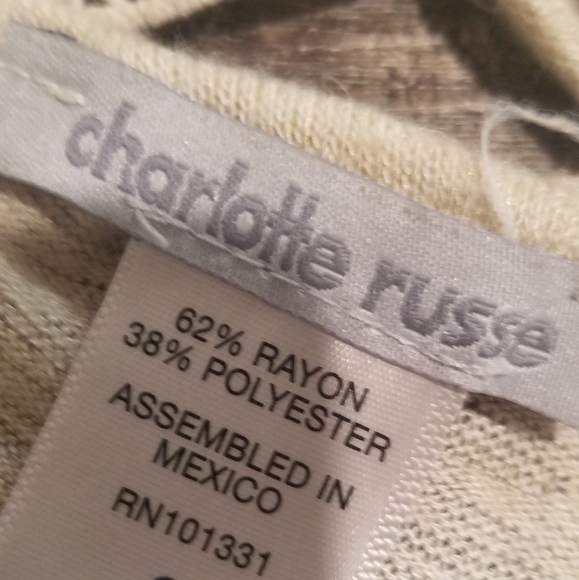 charlotte russe
62% RAYON
38% POLYESTER
ASSEMBLED IN
MEXICO
RN101331